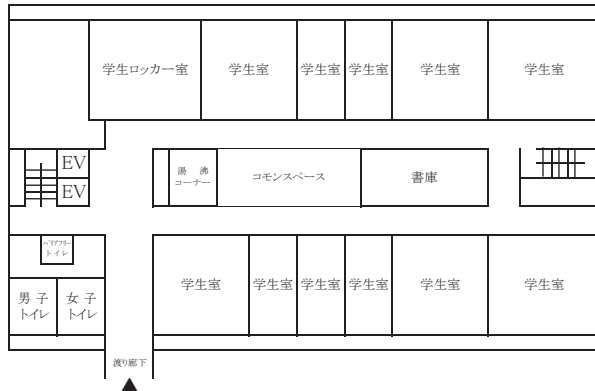 学生ロッカー室
学生室
学生室
学生室
学生室
学生室
EV
EV
湯 沸
コーナー
コモンスペース
書庫
バリアフリー
トイレ
男 子
トイレ
女 子
トイレ
学生室
学生室
学生室
学生室
学生室
学生室
渡り廊下